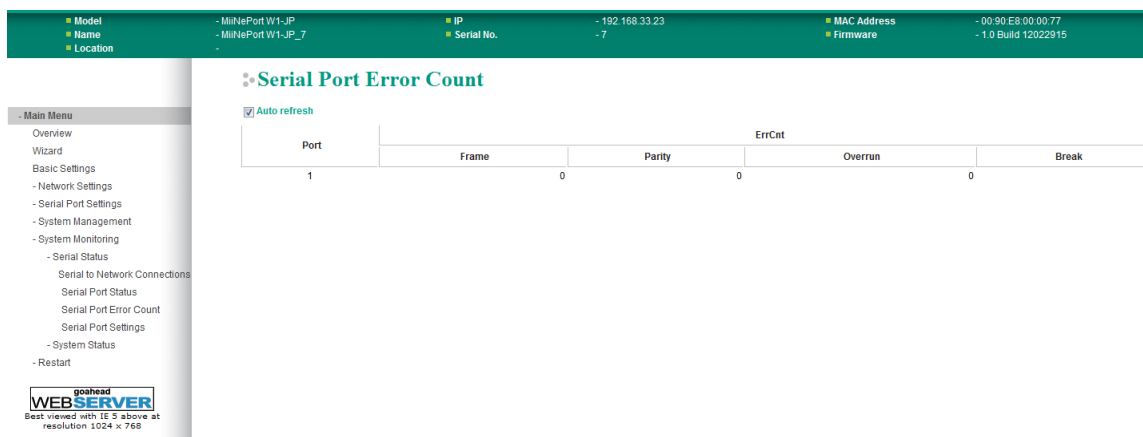 Model - MiiNePort W1-JP IP - 192.168.33.23 MAC Address - 00:90:E8:00:00:77
Name - MiiNePort W1-JP_7 Serial No. - 7 Firmware - 1.0 Build 12022915
Location -
Serial Port Error Count
Auto refresh
- Main Menu
Overview
Wizard
Basic Settings
- Network Settings
- Serial Port Settings
- System Management
- System Monitoring
- Serial Status
Serial to Network Connections
Serial Port Status
Serial Port Error Count
Serial Port Settings
- System Status
- Restart
goahead
WEBSERVER
Best viewed with IE 5 above at
resolution 1024 x 768
Port ErrCnt
Frame Parity Overrun Break
1 0 0 0